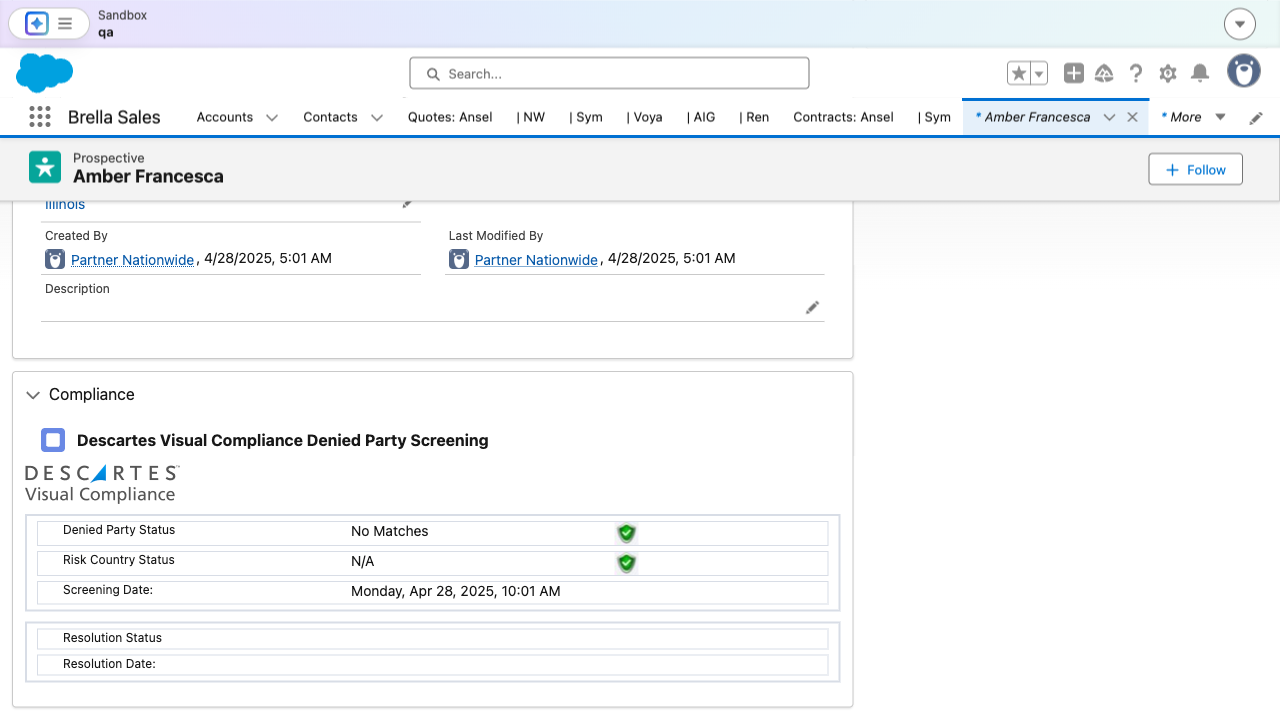 Sandbox
qa
Search...
Brella Sales
Accounts
Contacts
Quotes: Ansel
| NW
| Sym
| Voya
| AIG
| Ren
Contracts: Ansel
| Sym
* Amber Francesca
* More
Prospective
Amber Francesca
Follow
Illinois
Created By
Last Modified By
Partner Nationwide, 4/28/2025, 5:01 AM
Partner Nationwide, 4/28/2025, 5:01 AM
Description
Compliance
Descartes Visual Compliance Denied Party Screening
DESCARTES™
Visual Compliance
Denied Party Status No Matches
Risk Country Status N/A
Screening Date: Monday, Apr 28, 2025, 10:01 AM
Resolution Status
Resolution Date: